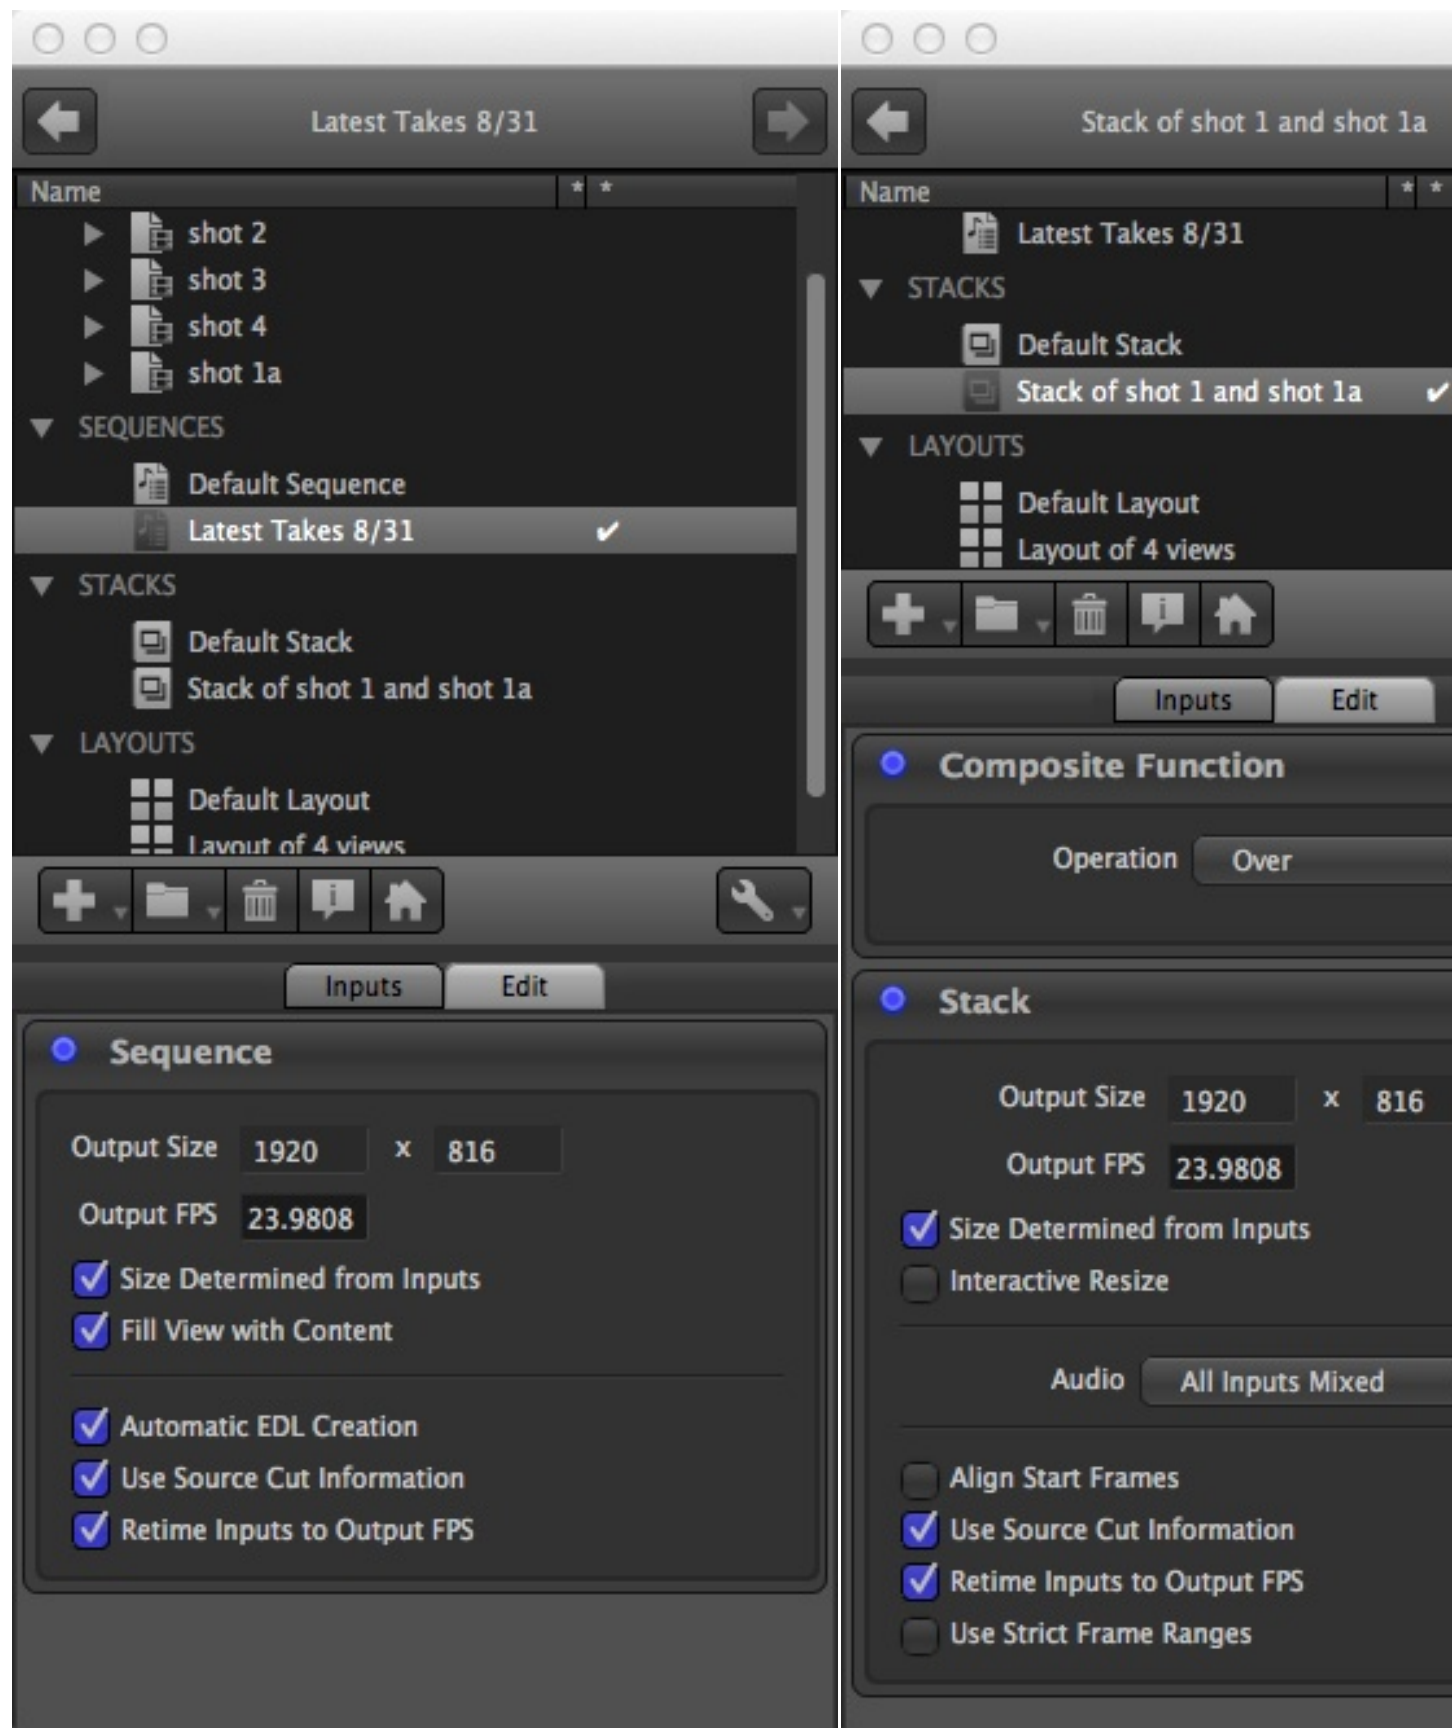 Latest Takes 8/31
Name * *
shot 2
shot 3
shot 4
shot 1a
SEQUENCES
Default Sequence
Latest Takes 8/31
STACKS
Default Stack
Stack of shot 1 and shot 1a
LAYOUTS
Default Layout
Layout of 4 views
Inputs Edit
Sequence
Output Size 1920 x 816
Output FPS 23.9808
Size Determined from Inputs
Fill View with Content
Automatic EDL Creation
Use Source Cut Information
Retime Inputs to Output FPS
Stack of shot 1 and shot 1a
Name * *
Latest Takes 8/31
STACKS
Default Stack
Stack of shot 1 and shot 1a
LAYOUTS
Default Layout
Layout of 4 views
Inputs Edit
Composite Function
Operation Over
Stack
Output Size 1920 x 816
Output FPS 23.9808
Size Determined from Inputs
Interactive Resize
Audio All Inputs Mixed
Align Start Frames
Use Source Cut Information
Retime Inputs to Output FPS
Use Strict Frame Ranges